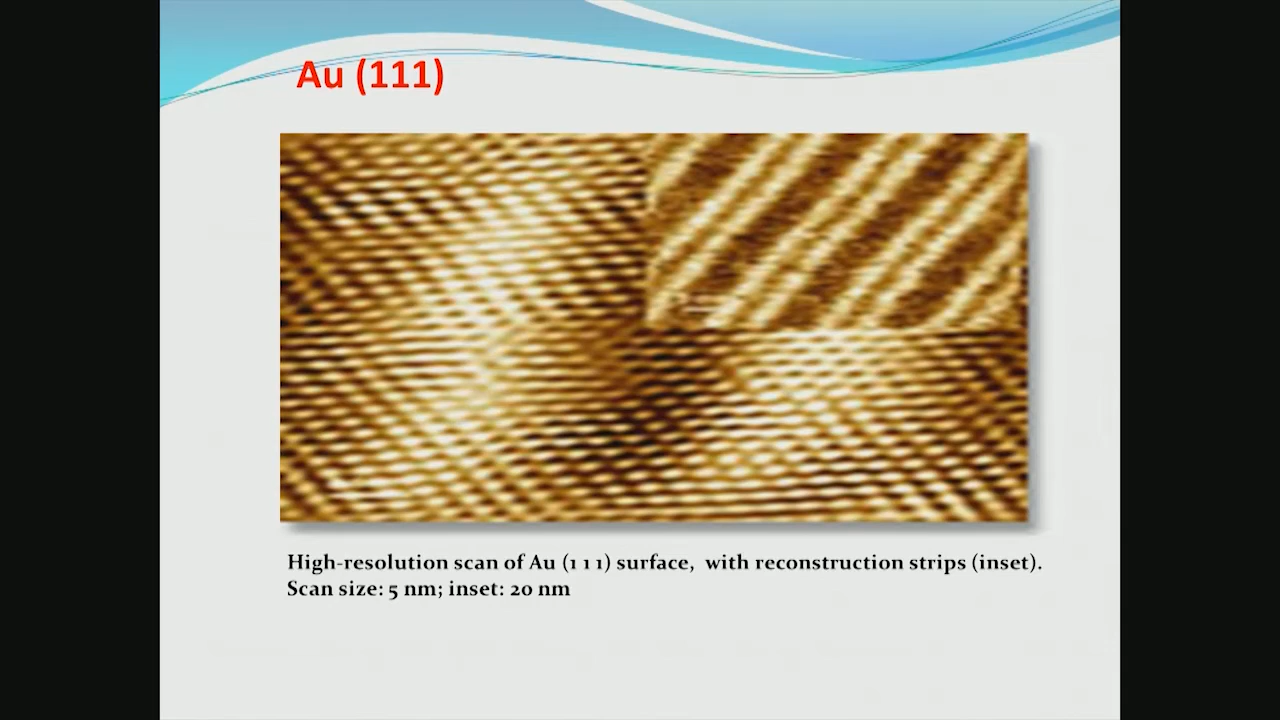 Au (111)
High-resolution scan of Au (1 1 1) surface, with reconstruction strips (inset).
Scan size: 5 nm; inset: 20 nm